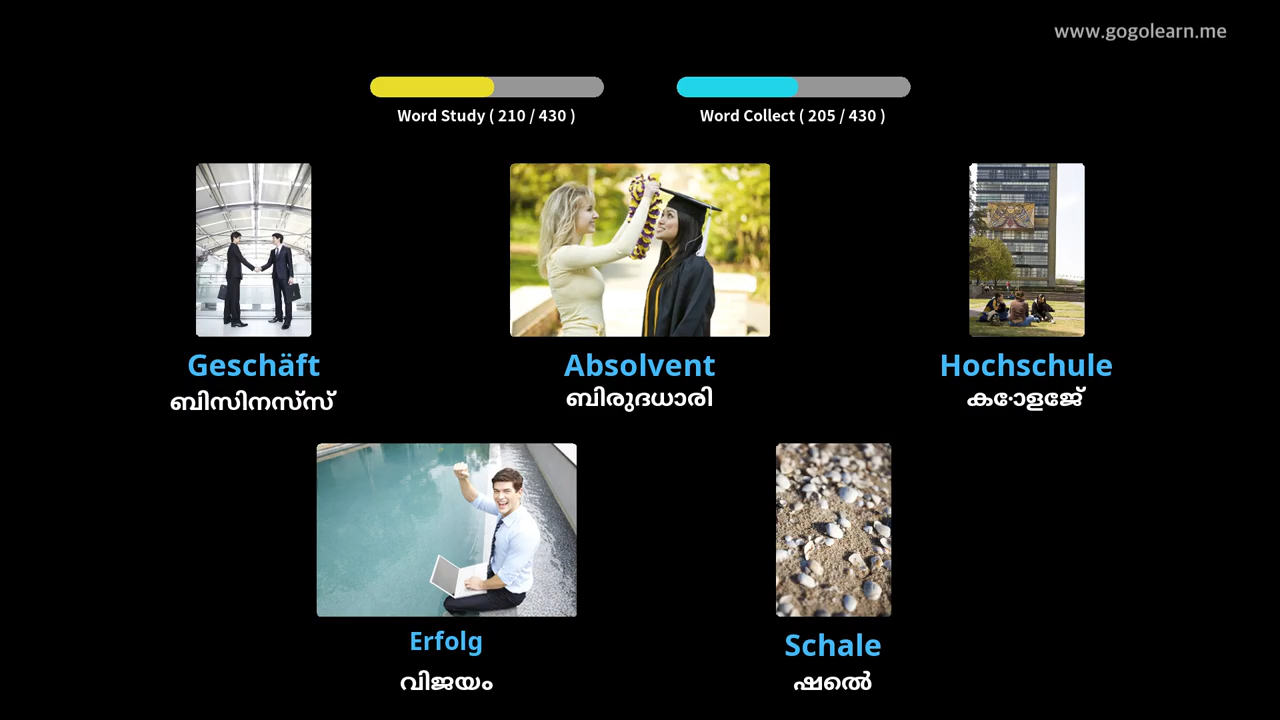 www.gogolearn.me
Word Study ( 210 / 430 )
Word Collect ( 205 / 430 )
Geschäft
ബിസിനസ്സ്
Absolvent
ബിരുദധാരി
Hochschule
കോളേജ്
Erfolg
വിജയം
Schale
ഷെൽ